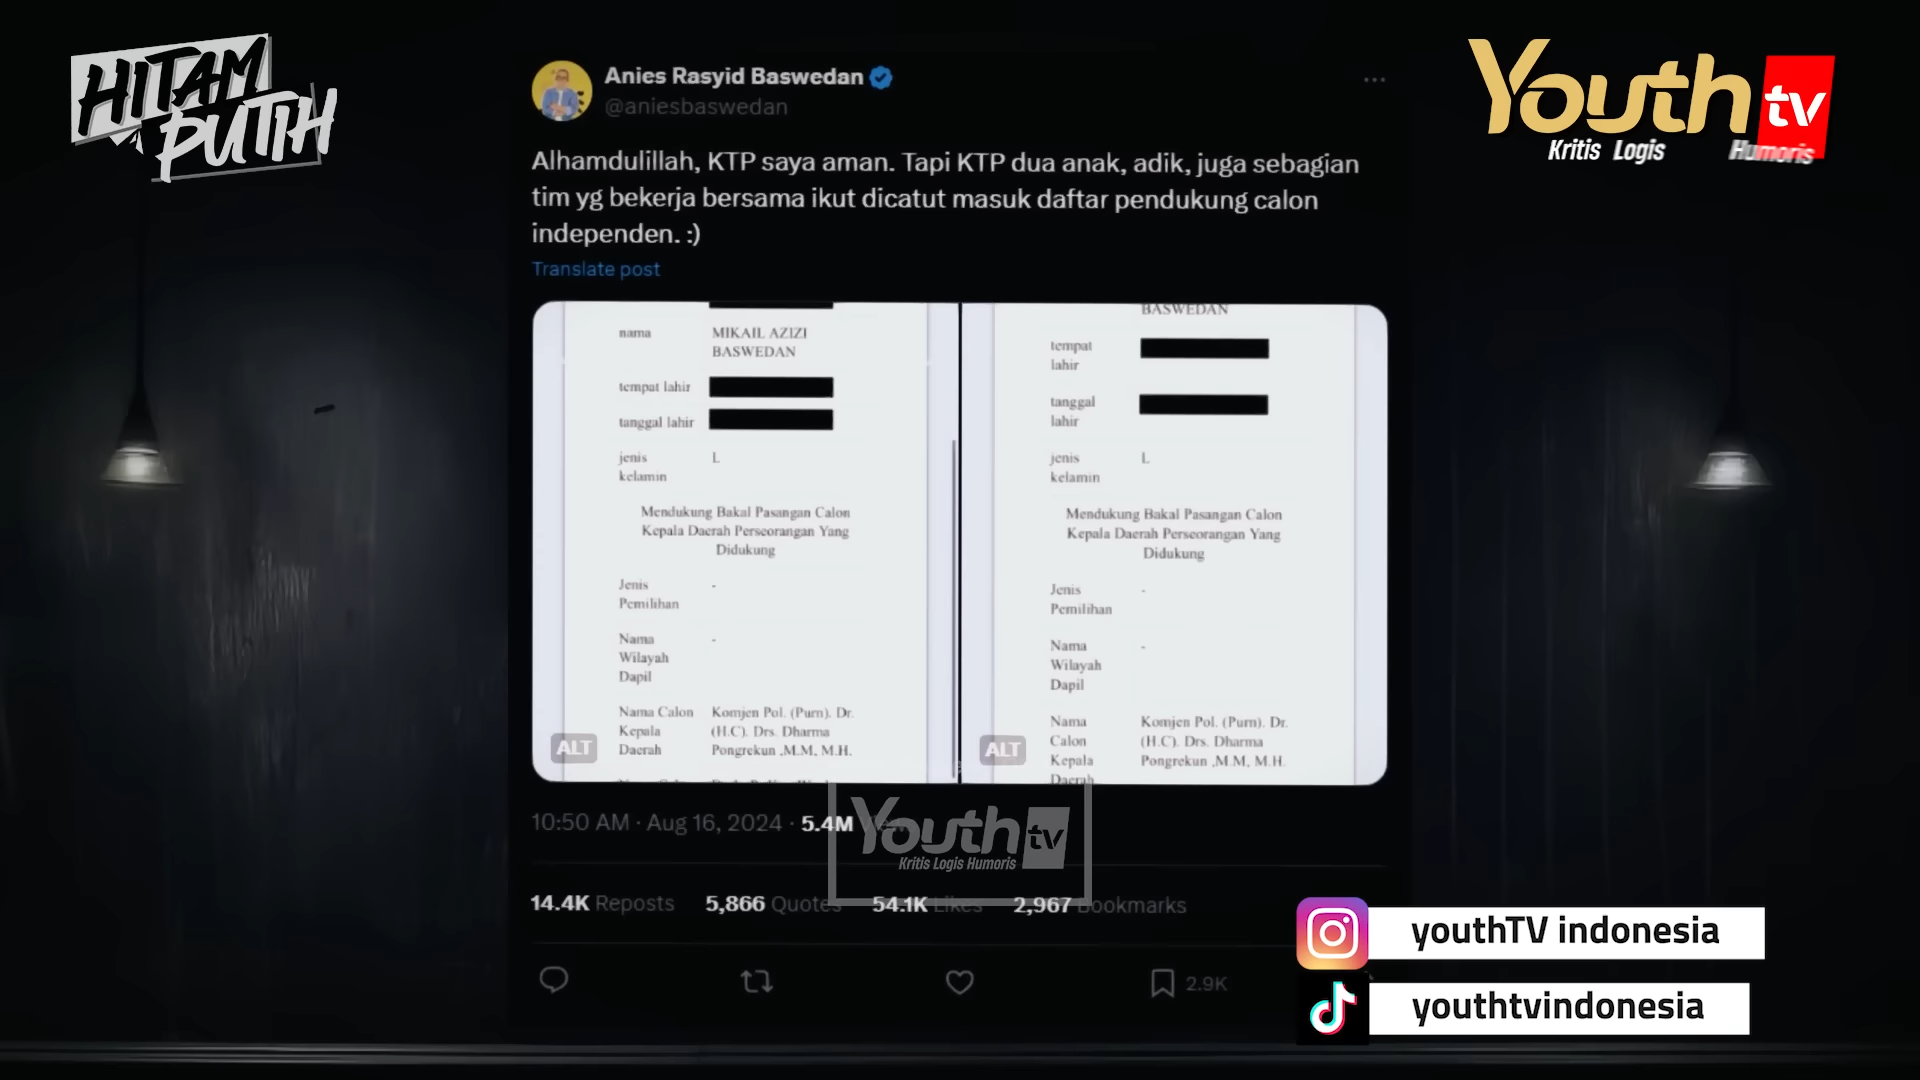 HITAM
PUTIH
Youth tv
Kritis Logis Humoris
Anies Rasyid Baswedan
@aniesbaswedan
Alhamdulillah, KTP saya aman. Tapi KTP dua anak, adik, juga sebagian
tim yg bekerja bersama ikut dicatut masuk daftar pendukung calon
independen. :)
Translate post
nama MIKAIL AZIZI
BASWEDAN
tempat lahir
tanggal lahir
jenis L
kelamin
Mendukung Bakal Pasangan Calon
Kepala Daerah Perseorangan Yang
Didukung
Jenis -
Pemilihan
Nama -
Wilayah
Dapil
Nama Calon Komjen Pol. (Purn). Dr.
Kepala (H.C). Drs. Dharma
Daerah Pongrekun ,M.M, M.H.
ALT
BASWEDAN
tempat
lahir
tanggal
lahir
jenis L
kelamin
Mendukung Bakal Pasangan Calon
Kepala Daerah Perseorangan Yang
Didukung
Jenis -
Pemilihan
Nama -
Wilayah
Dapil
Nama Komjen Pol. (Purn). Dr.
Calon (H.C). Drs. Dharma
Kepala Pongrekun ,M.M, M.H.
Daerah
ALT
10:50 AM · Aug 16, 2024 · 5.4M
Youth tv
Kritis Logis Humoris
14.4K Reposts 5,866 Quotes 54.1K Likes 2,967 Bookmarks
2.9K
youthTV indonesia
youthtvindonesia